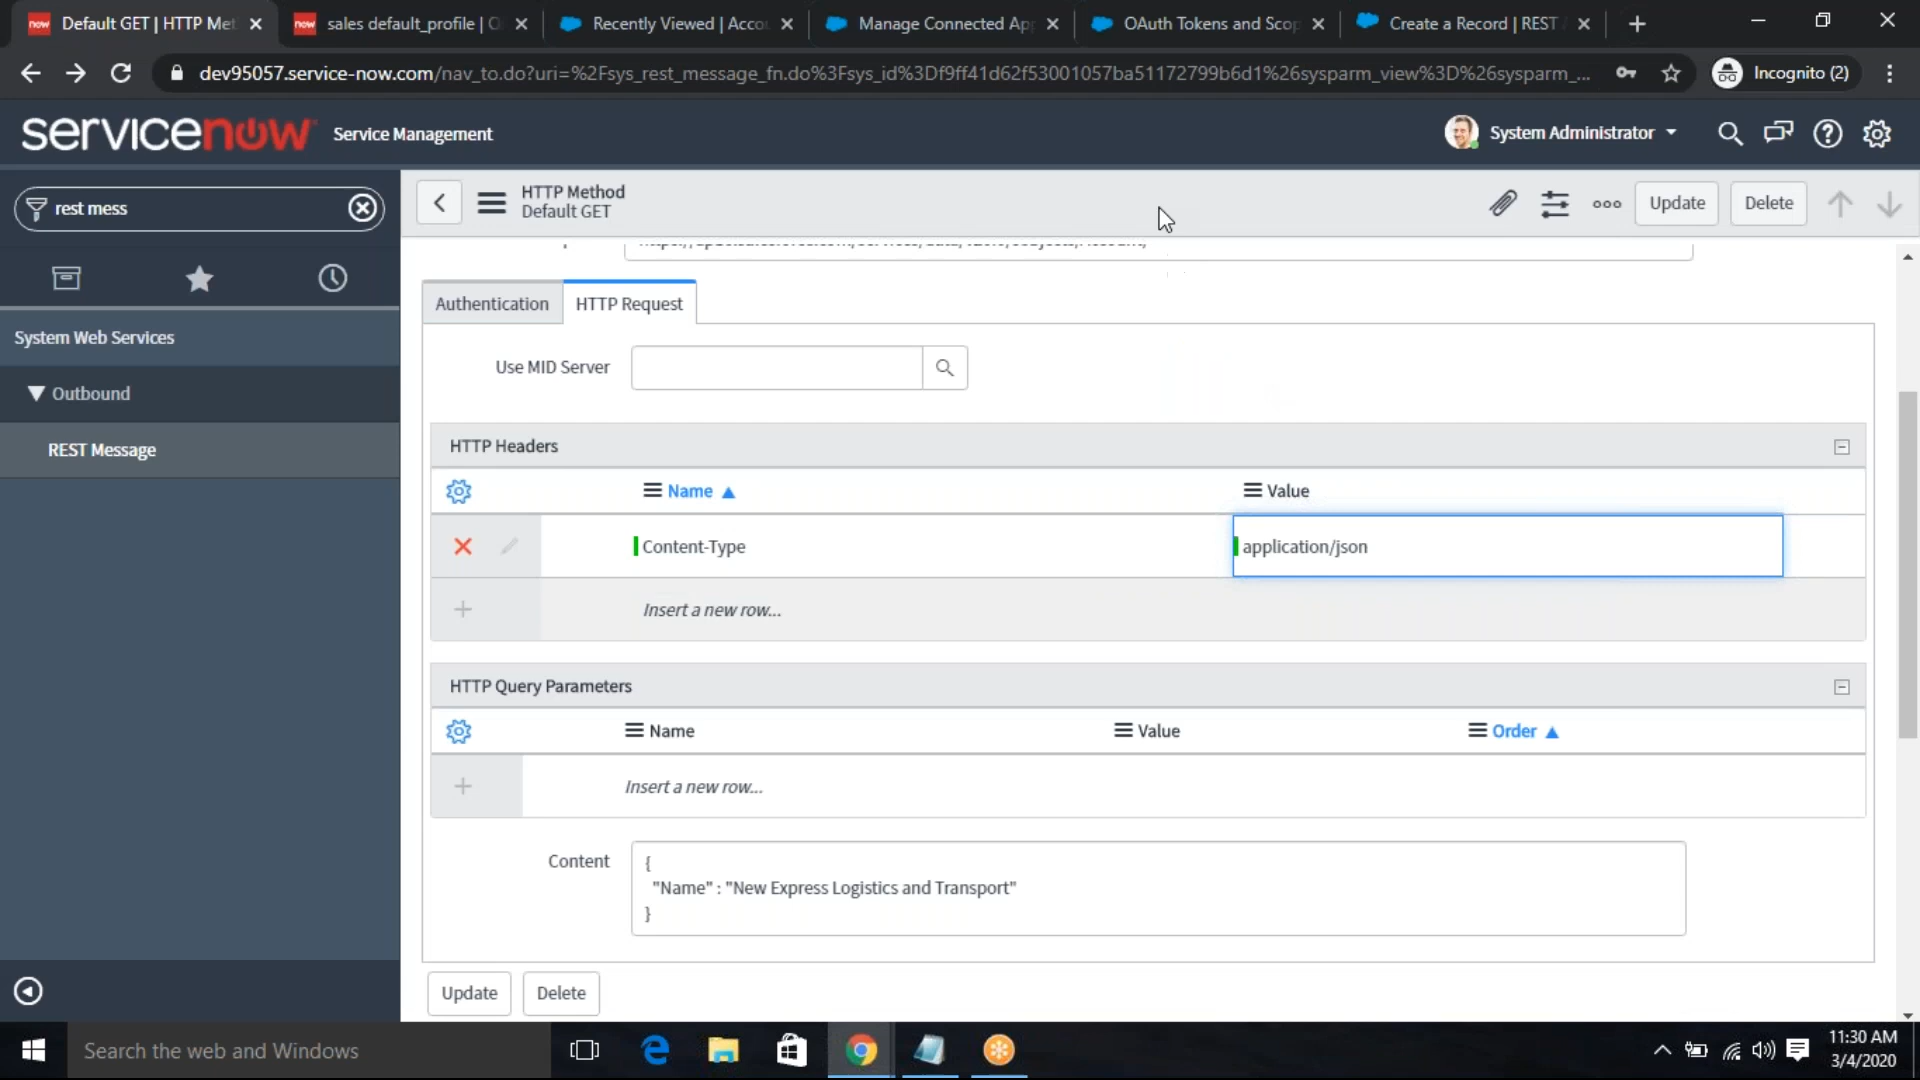 Default GET | HTTP Met
sales default_profile | O
Recently Viewed | Acco
Manage Connected Ap
OAuth Tokens and Scop
Create a Record | REST
dev95057.service-now.com/nav_to.do?uri=%2Fsys_rest_message_fn.do%3Fsys_id%3Df9ff41d62f53001057ba51172799b6d1%26sysparm_view%3D%26sysparm_...
Incognito (2)
servicenow Service Management
System Administrator
rest mess
HTTP Method
Default GET
Update
Delete
System Web Services
Outbound
REST Message
Authentication
HTTP Request
Use MID Server
HTTP Headers
Name
Value
Content-Type
application/json
Insert a new row...
HTTP Query Parameters
Name
Value
Order
Insert a new row...
Content
{
"Name" : "New Express Logistics and Transport"
}
Update
Delete
Search the web and Windows
11:30 AM
3/4/2020